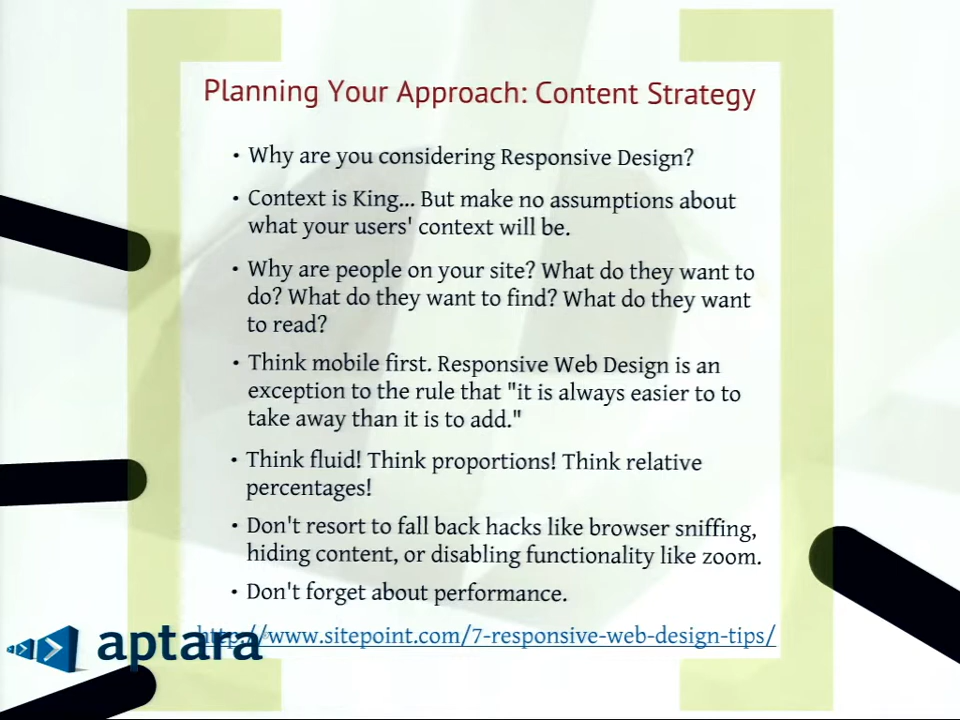 Planning Your Approach: Content Strategy
• Why are you considering Responsive Design?
• Context is King... But make no assumptions about
what your users' context will be.
• Why are people on your site? What do they want to
do? What do they want to find? What do they want
to read?
• Think mobile first. Responsive Web Design is an
exception to the rule that "it is always easier to to
take away than it is to add."
• Think fluid! Think proportions! Think relative
percentages!
• Don't resort to fall back hacks like browser sniffing,
hiding content, or disabling functionality like zoom.
• Don't forget about performance.
http://www.sitepoint.com/7-responsive-web-design-tips/
aptara